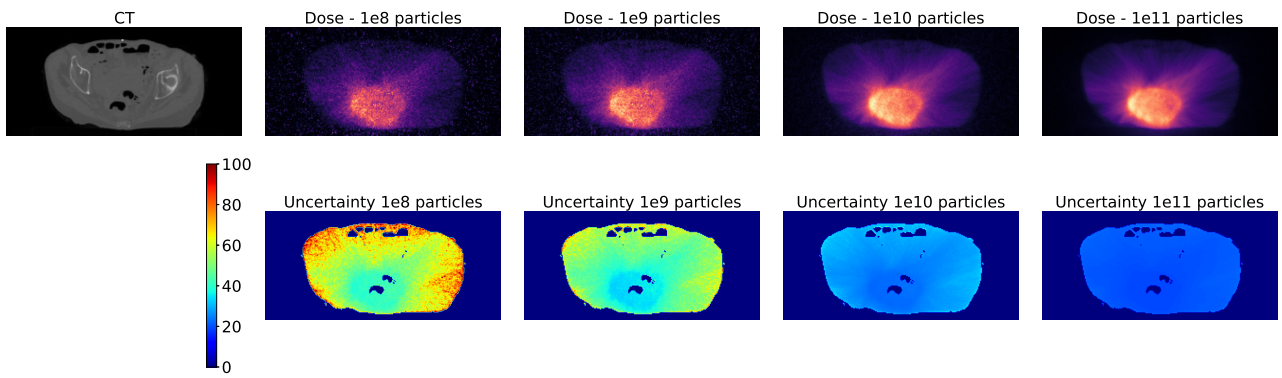 CT
Dose - 1e8 particles
Dose - 1e9 particles
Dose - 1e10 particles
Dose - 1e11 particles
100
80
60
40
20
0
Uncertainty 1e8 particles
Uncertainty 1e9 particles
Uncertainty 1e10 particles
Uncertainty 1e11 particles